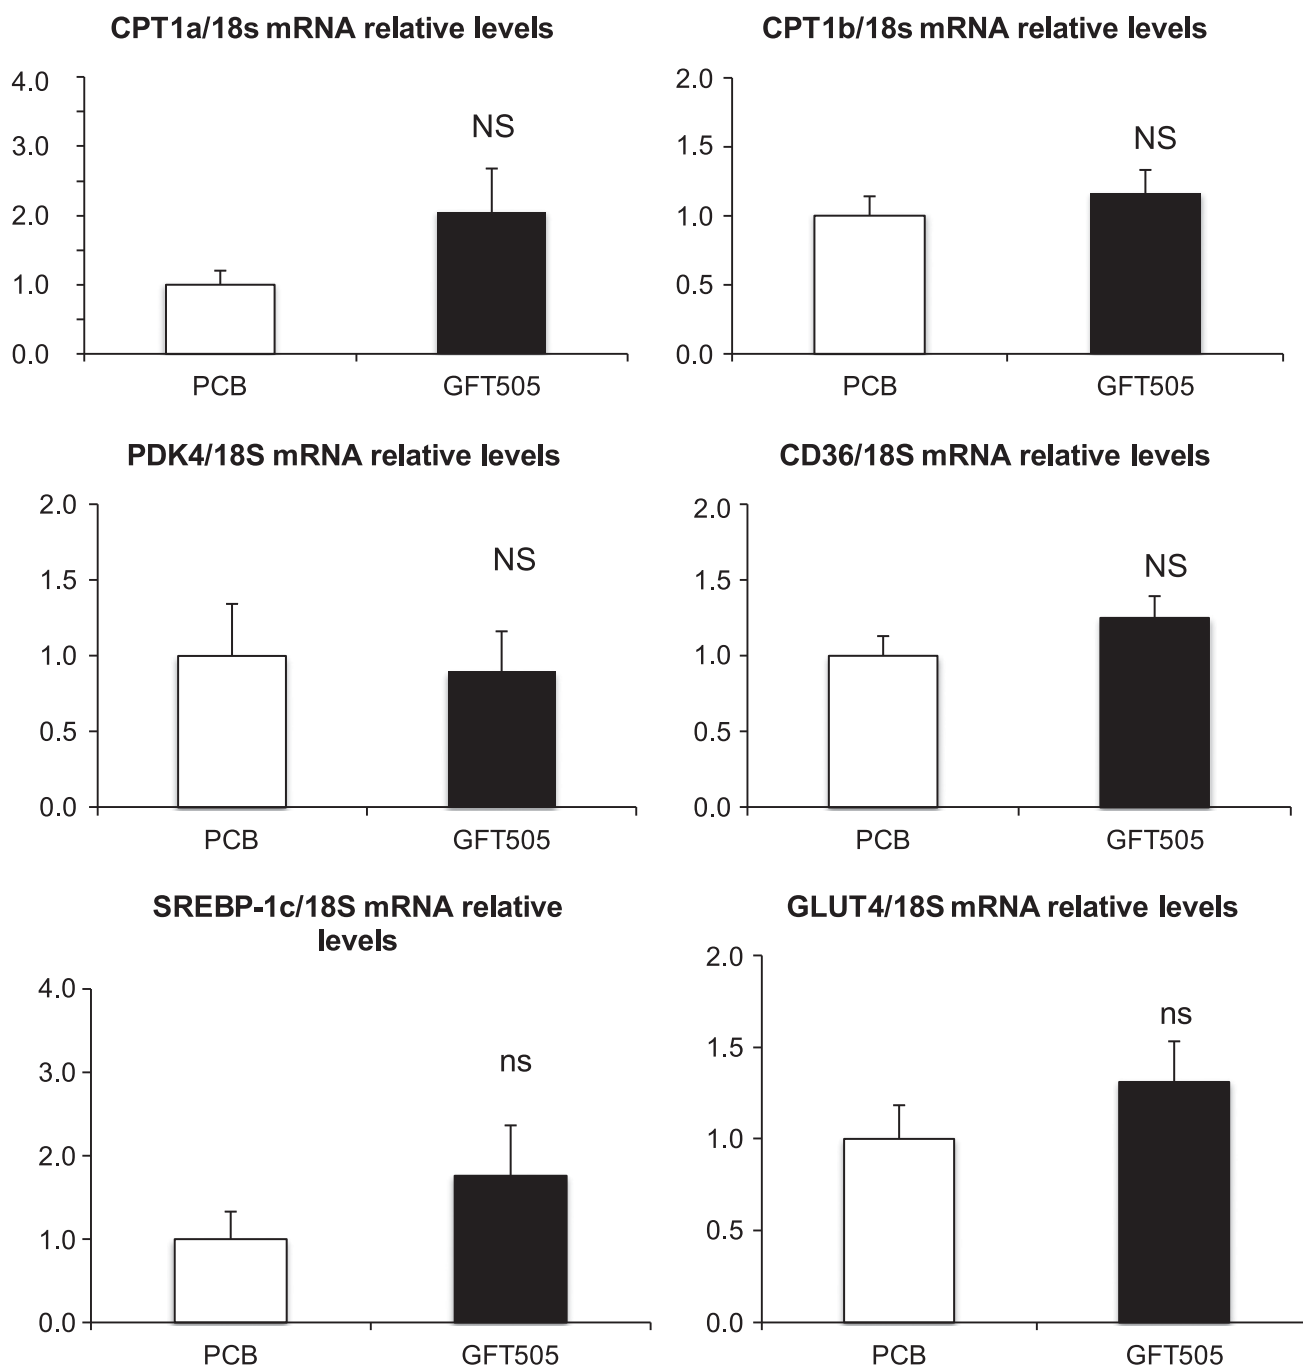 CPT1a/18s mRNA relative levels
4.0
3.0
2.0
1.0
0.0
NS
PCB
GFT505
CPT1b/18s mRNA relative levels
2.0
1.5
1.0
0.5
0.0
NS
PCB
GFT505
PDK4/18S mRNA relative levels
2.0
1.5
1.0
0.5
0.0
NS
PCB
GFT505
CD36/18S mRNA relative levels
2.0
1.5
1.0
0.5
0.0
NS
PCB
GFT505
SREBP-1c/18S mRNA relative
levels
4.0
3.0
2.0
1.0
0.0
ns
PCB
GFT505
GLUT4/18S mRNA relative levels
2.0
1.5
1.0
0.5
0.0
ns
PCB
GFT505